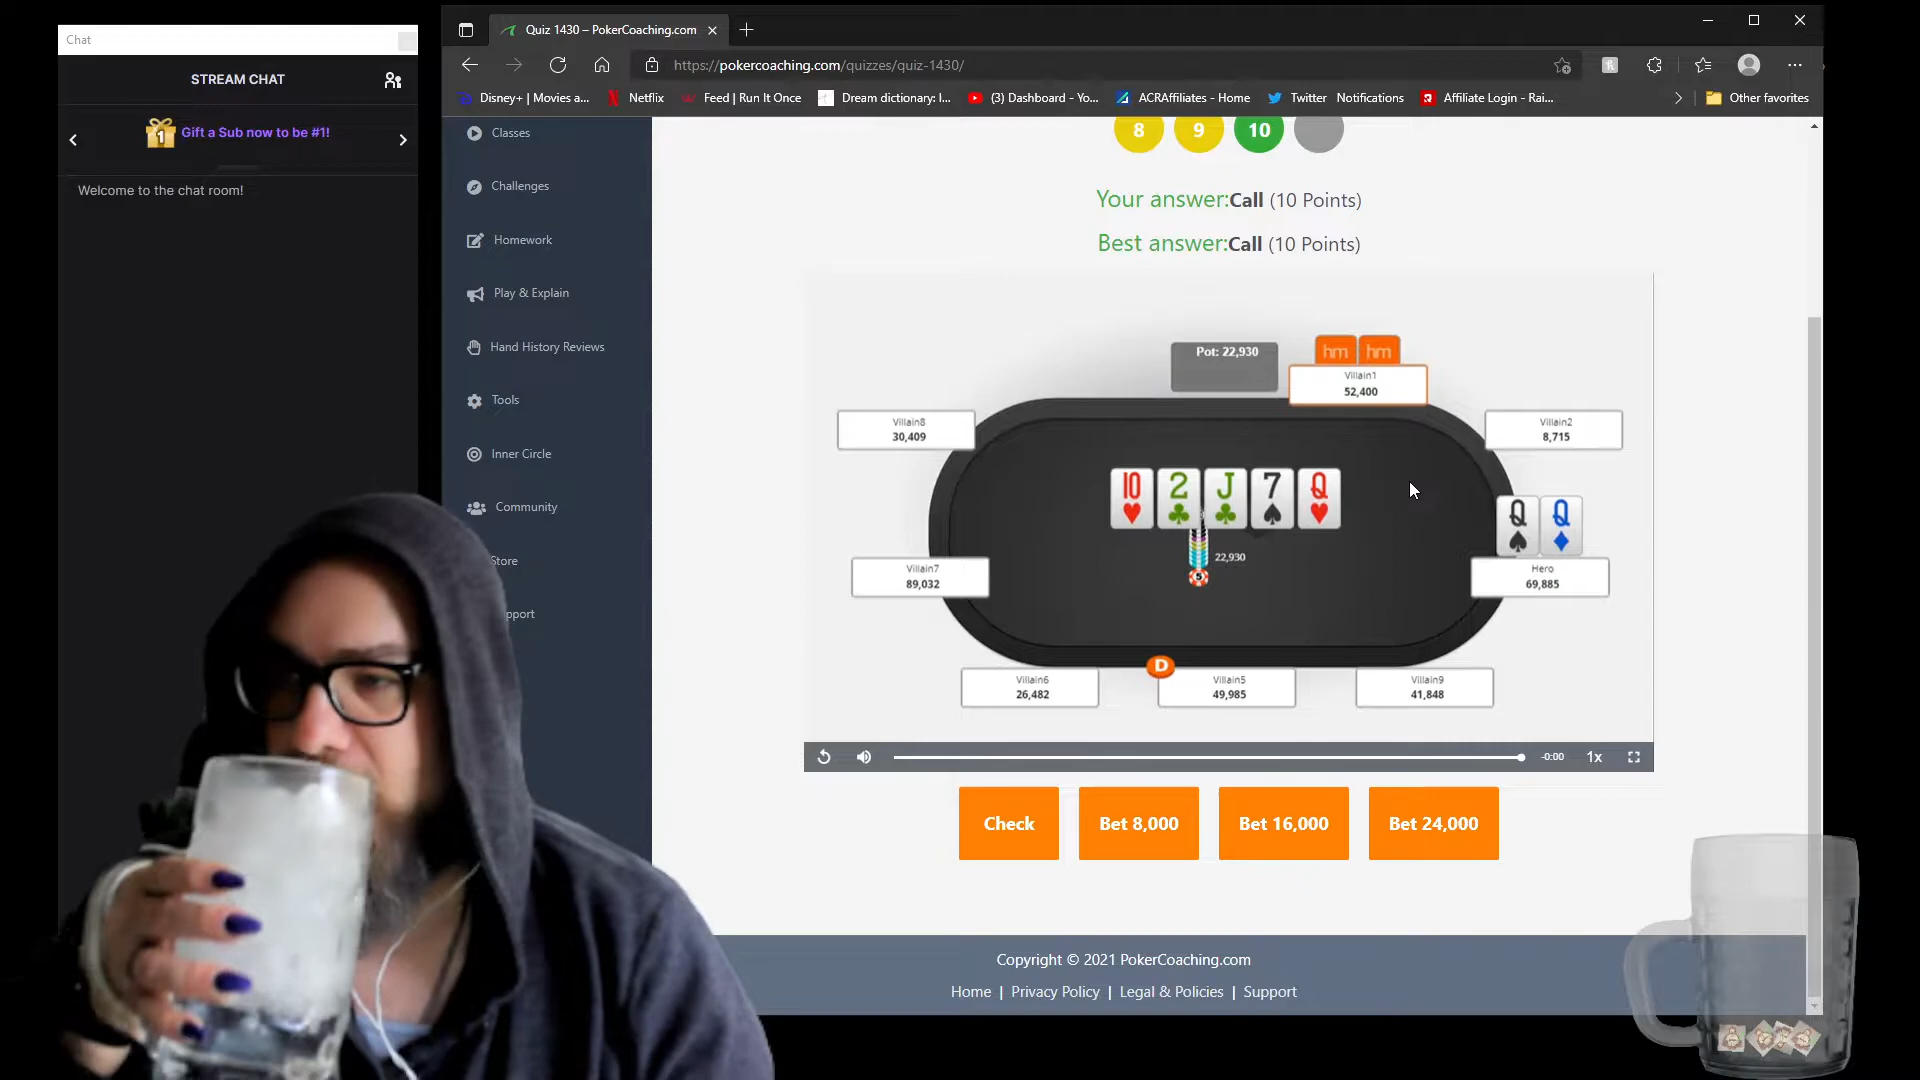 Chat
STREAM CHAT
1 Gift a Sub now to be #1!
Welcome to the chat room!
Quiz 1430 – PokerCoaching.com
https://pokercoaching.com/quizzes/quiz-1430/
Disney+ | Movies a...
Netflix
Feed | Run It Once
Dream dictionary: I...
(3) Dashboard - Yo...
ACRAffiliates - Home
Twitter
Notifications
Affiliate Login - Rai...
Other favorites
Classes
Challenges
Homework
Play & Explain
Hand History Reviews
Tools
Inner Circle
Community
Store
pport
8 9 10
Your answer:Call (10 Points)
Best answer:Call (10 Points)
Pot: 22,930
hm hm
Villain1
52,400
Villain8
30,409
Villain2
8,715
10 2 J 7 Q
Q Q
22,930
5
Villain7
89,032
Hero
69,885
D
Villain6
26,482
Villain5
49,985
Villain9
41,848
-0:00
1x
Check
Bet 8,000
Bet 16,000
Bet 24,000
Copyright © 2021 PokerCoaching.com
Home | Privacy Policy | Legal & Policies | Support